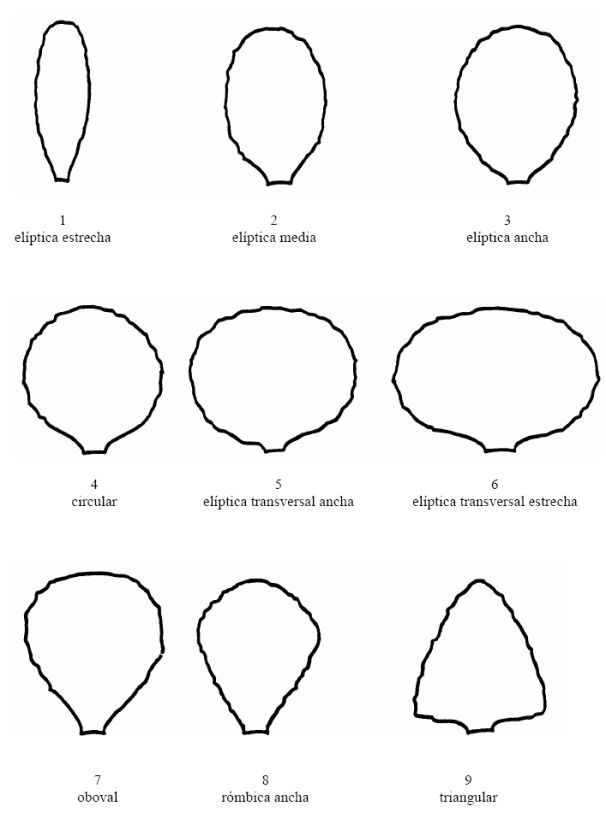 1 2 3
elíptica estrecha elíptica media elíptica ancha
4 5 6
circular elíptica transversal ancha elíptica transversal estrecha
7 8 9
oboval rómbica ancha triangular